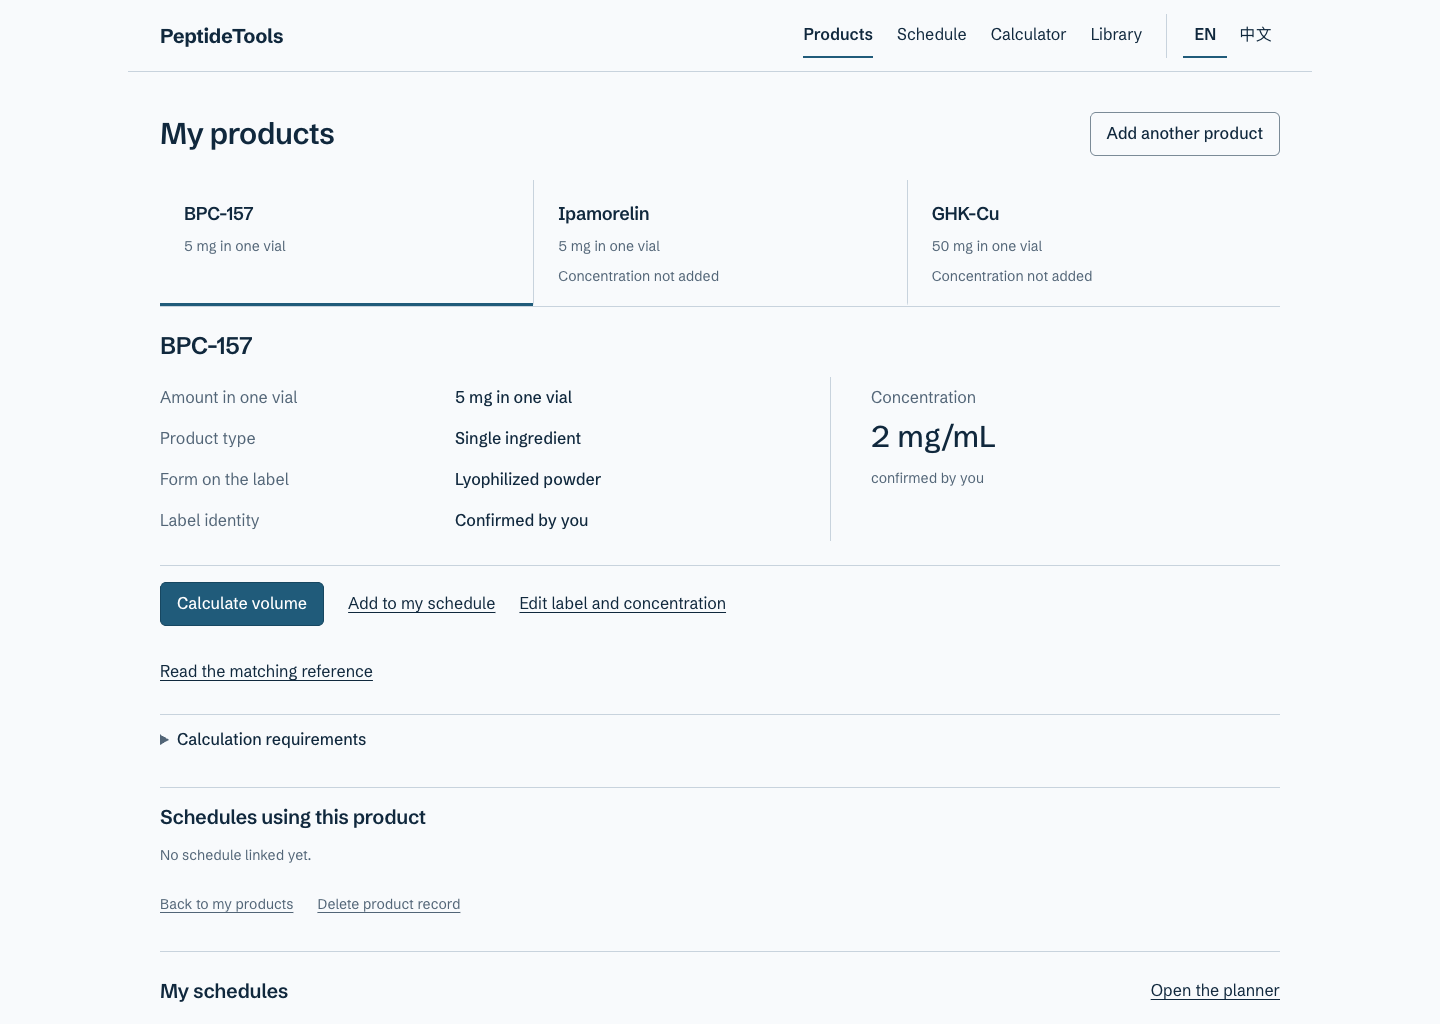 PeptideTools
Products Schedule Calculator Library EN 中文
My products
Add another product
BPC-157
5 mg in one vial
Ipamorelin
5 mg in one vial
Concentration not added
GHK-Cu
50 mg in one vial
Concentration not added
BPC-157
Amount in one vial 5 mg in one vial
Product type Single ingredient
Form on the label Lyophilized powder
Label identity Confirmed by you
Concentration
2 mg/mL
confirmed by you
Calculate volume Add to my schedule Edit label and concentration
Read the matching reference
Calculation requirements
Schedules using this product
No schedule linked yet.
Back to my products Delete product record
My schedules
Open the planner